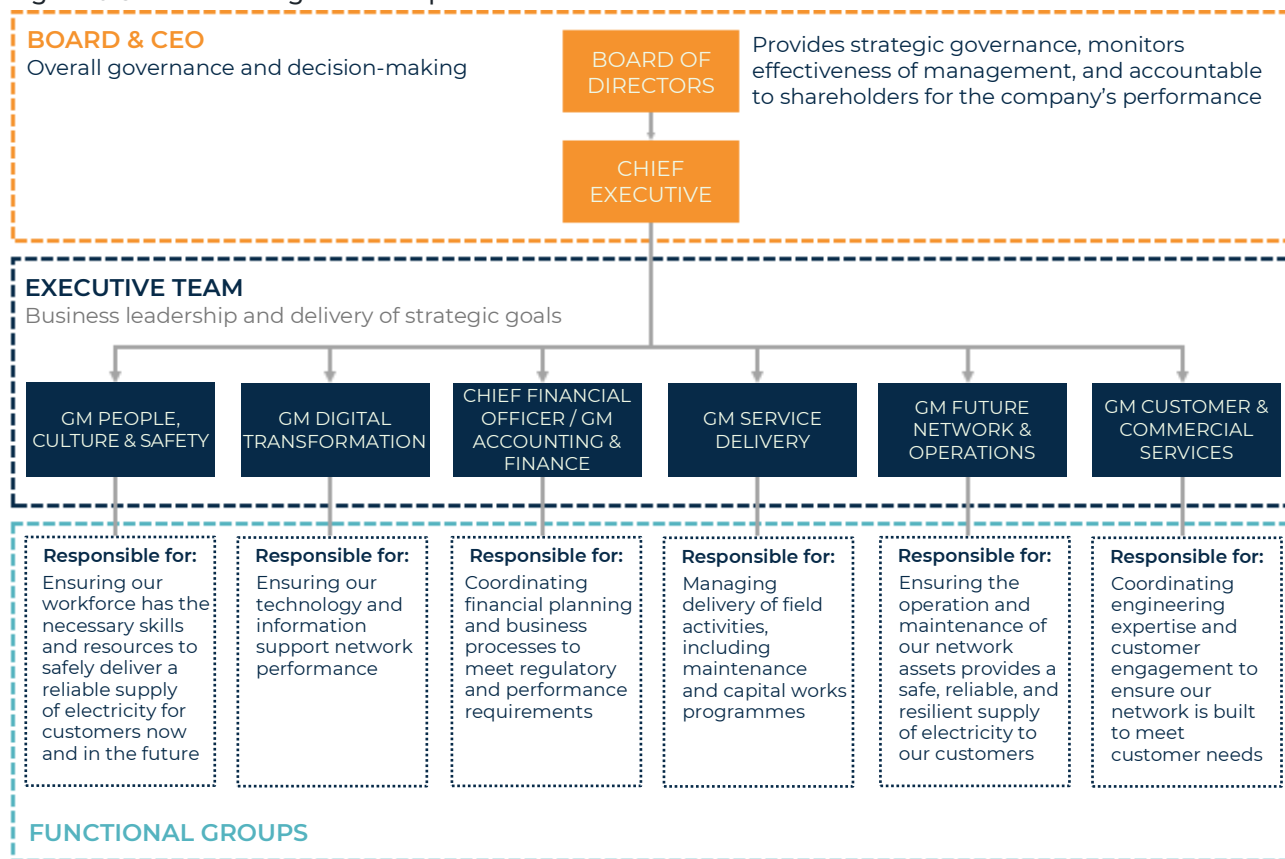 BOARD & CEO
Overall governance and decision-making
BOARD OF
DIRECTORS
Provides strategic governance, monitors
effectiveness of management, and accountable
to shareholders for the company's performance
CHIEF
EXECUTIVE
EXECUTIVE TEAM
Business leadership and delivery of strategic goals
GM PEOPLE,
CULTURE & SAFETY
GM DIGITAL
TRANSFORMATION
CHIEF FINANCIAL
OFFICER / GM
ACCOUNTING &
FINANCE
GM SERVICE
DELIVERY
GM FUTURE
NETWORK &
OPERATIONS
GM CUSTOMER &
COMMERCIAL
SERVICES
Responsible for:
Ensuring our
workforce has the
necessary skills
and resources to
safely deliver a
reliable supply
of electricity for
customers now
and in the future
Responsible for:
Ensuring our
technology and
information
support network
performance
Responsible for:
Coordinating
financial planning
and business
processes to
meet regulatory
and performance
requirements
Responsible for:
Managing
delivery of field
activities,
including
maintenance
and capital works
programmes
Responsible for:
Ensuring the
operation and
maintenance of
our network
assets provides a
safe, reliable, and
resilient supply
of electricity to
our customers
Responsible for:
Coordinating
engineering
expertise and
customer
engagement to
ensure our
network is built
to meet
customer needs
FUNCTIONAL GROUPS